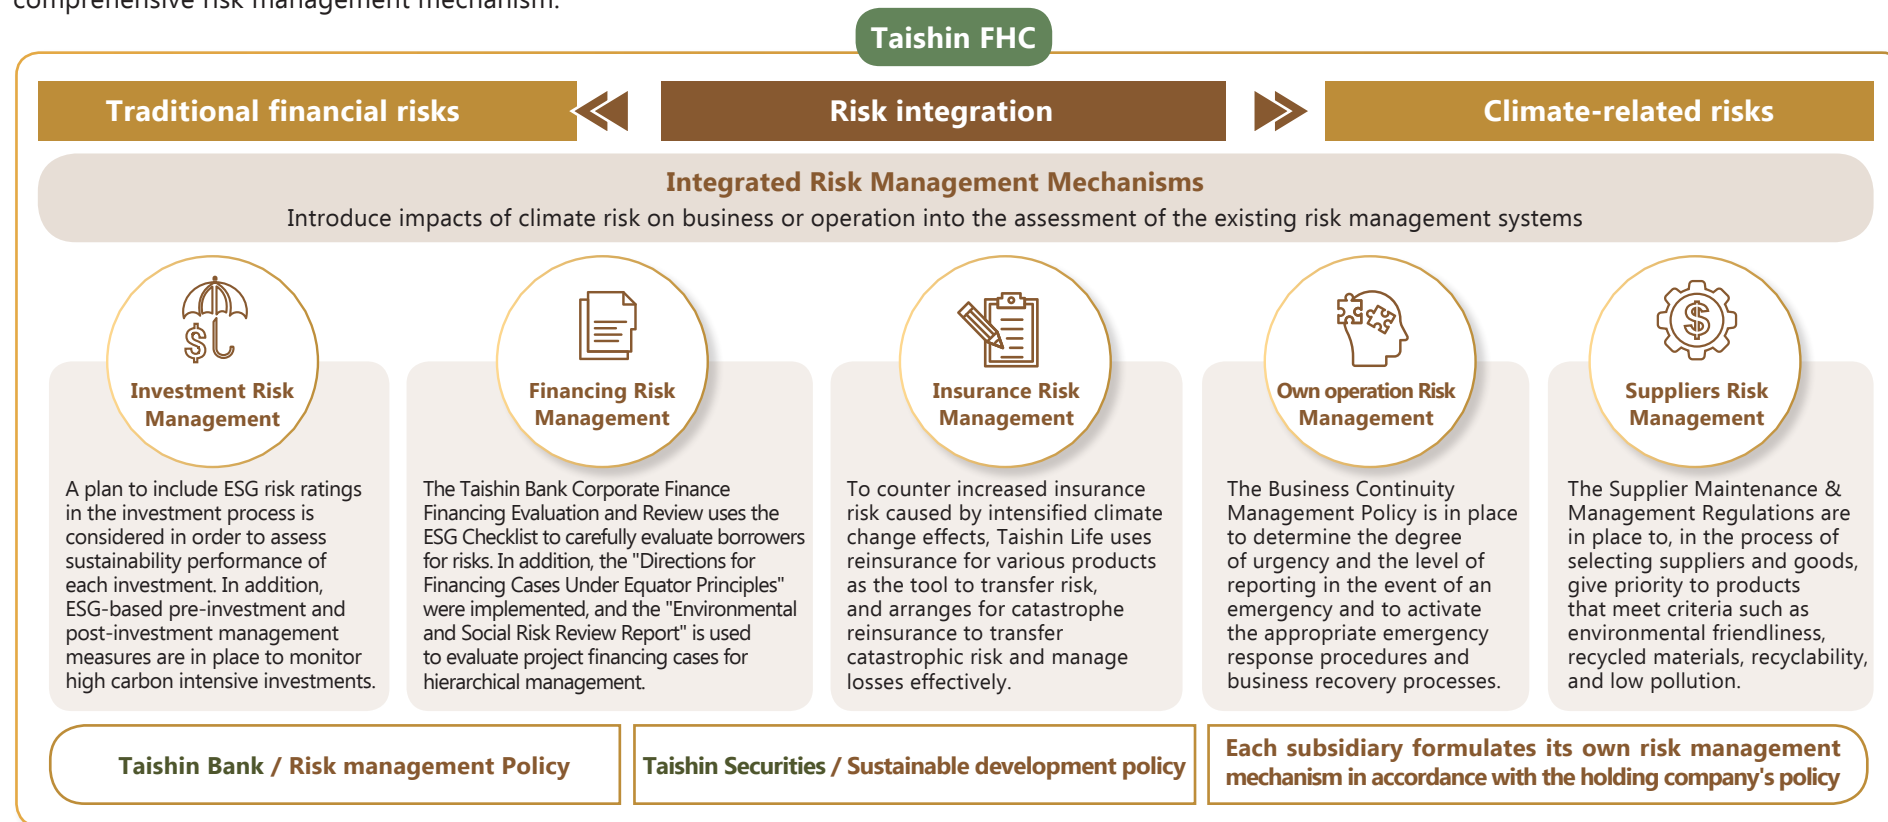 comprehensive risk management mechanism.
Taishin FHC
Traditional financial risks
Risk integration
Climate-related risks
Integrated Risk Management Mechanisms
Introduce impacts of climate risk on business or operation into the assessment of the existing risk management systems
Investment Risk
Management
A plan to include ESG risk ratings
in the investment process is
considered in order to assess
sustainability performance of
each investment. In addition,
ESG-based pre-investment and
post-investment management
measures are in place to monitor
high carbon intensive investments.
Financing Risk
Management
The Taishin Bank Corporate Finance
Financing Evaluation and Review uses the
ESG Checklist to carefully evaluate borrowers
for risks. In addition, the "Directions for
Financing Cases Under Equator Principles"
were implemented, and the "Environmental
and Social Risk Review Report" is used
to evaluate project financing cases for
hierarchical management.
Insurance Risk
Management
To counter increased insurance
risk caused by intensified climate
change effects, Taishin Life uses
reinsurance for various products
as the tool to transfer risk,
and arranges for catastrophe
reinsurance to transfer
catastrophic risk and manage
losses effectively.
Own operation Risk
Management
The Business Continuity
Management Policy is in place
to determine the degree
of urgency and the level of
reporting in the event of an
emergency and to activate
the appropriate emergency
response procedures and
business recovery processes.
Suppliers Risk
Management
The Supplier Maintenance &
Management Regulations are
in place to, in the process of
selecting suppliers and goods,
give priority to products
that meet criteria such as
environmental friendliness,
recycled materials, recyclability,
and low pollution.
Taishin Bank / Risk management Policy
Taishin Securities / Sustainable development policy
Each subsidiary formulates its own risk management
mechanism in accordance with the holding company's policy